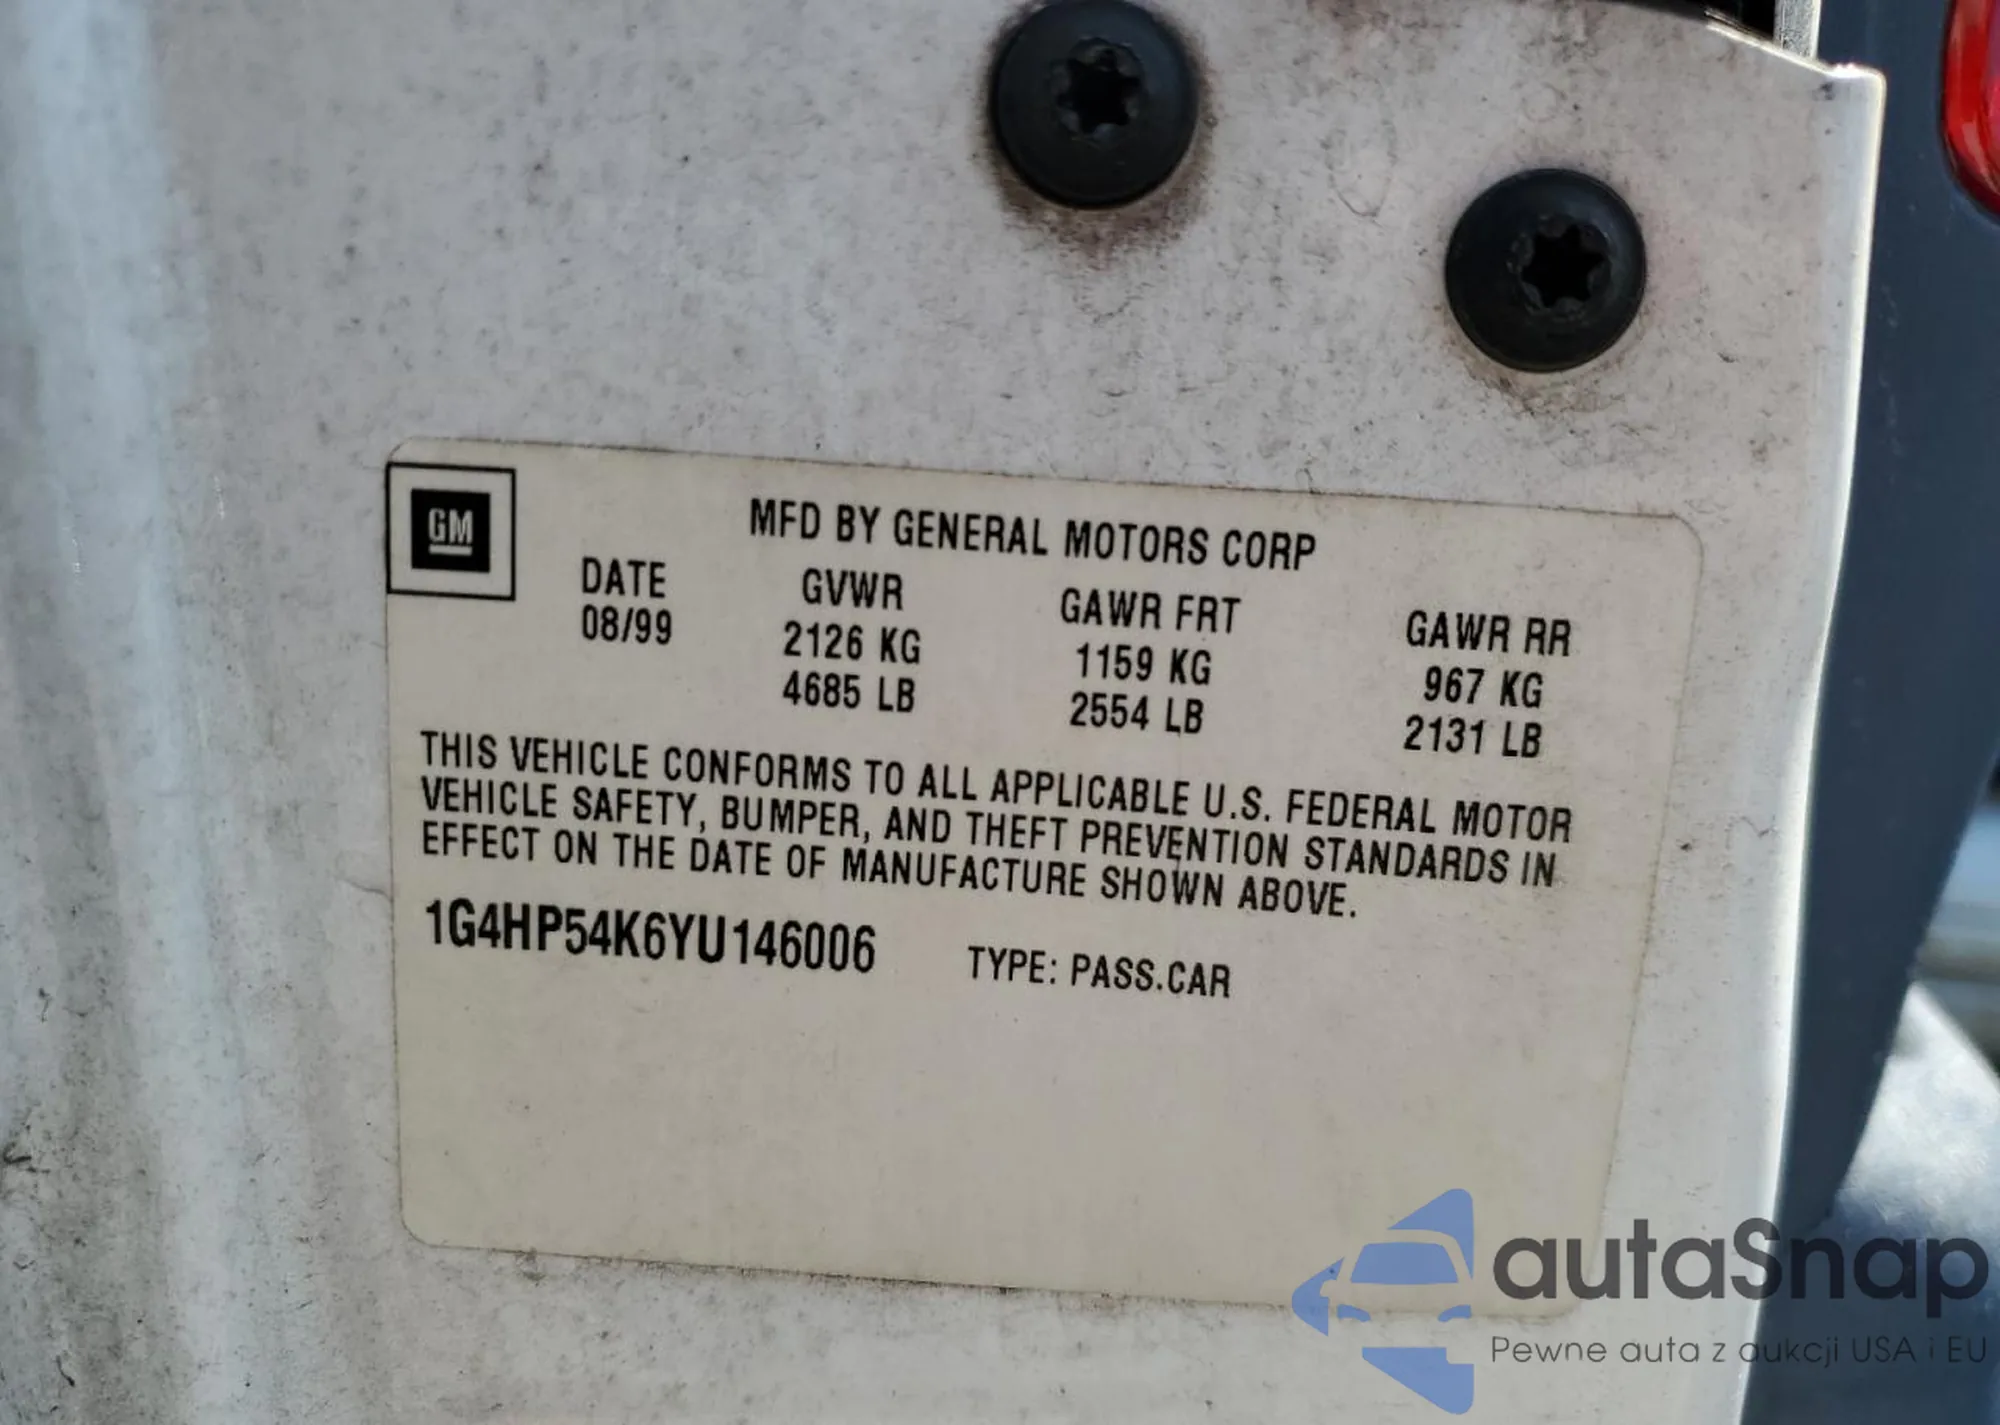 GM
MFD BY GENERAL MOTORS CORP
DATE GVWR GAWR FRT GAWR RR
08/99 2126 KG 1159 KG 967 KG
4685 LB 2554 LB 2131 LB
THIS VEHICLE CONFORMS TO ALL APPLICABLE U.S. FEDERAL MOTOR
VEHICLE SAFETY, BUMPER, AND THEFT PREVENTION STANDARDS IN
EFFECT ON THE DATE OF MANUFACTURE SHOWN ABOVE.
1G4HP54K6YU146006 TYPE: PASS.CAR
autaSnap
Pewne auta z aukcji USA i EU